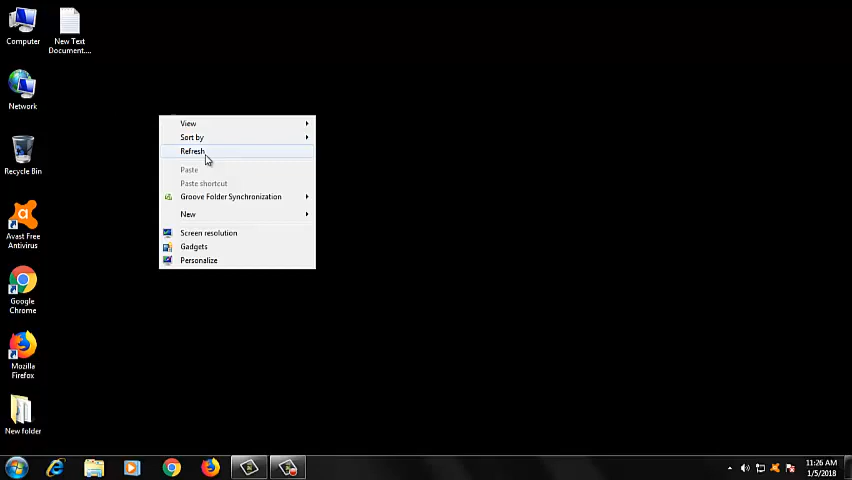 Computer
New Text
Document....
Network
Recycle Bin
Avast Free
Antivirus
Google
Chrome
Mozilla
Firefox
New folder
View
Sort by
Refresh
Paste
Paste shortcut
Groove Folder Synchronization
New
Screen resolution
Gadgets
Personalize
11:26 AM
1/5/2018